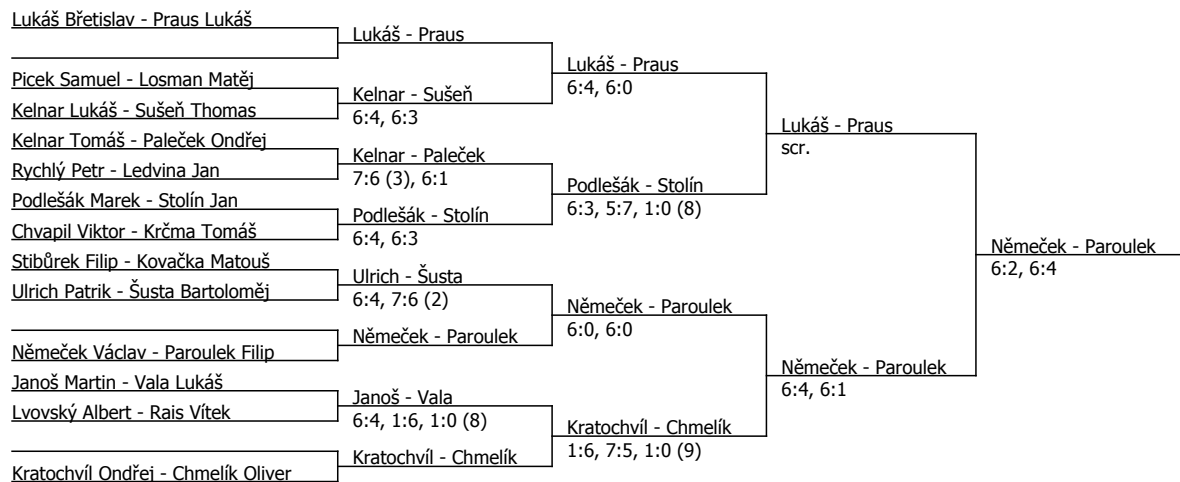 Lukáš Břetislav - Praus Lukáš
Picek Samuel - Losman Matěj
Kelnar Lukáš - Sušeň Thomas
Kelnar Tomáš - Paleček Ondřej
Rychlý Petr - Ledvina Jan
Podlešák Marek - Stolín Jan
Chvapil Viktor - Krčma Tomáš
Stibůrek Filip - Kovačka Matouš
Ulrich Patrik - Šusta Bartoloměj
Němeček Václav - Paroulek Filip
Janoš Martin - Vala Lukáš
Lvovský Albert - Rais Vítek
Kratochvíl Ondřej - Chmelík Oliver
Lukáš - Praus
Kelnar - Sušeň
6:4, 6:3
Kelnar - Paleček
7:6 (3), 6:1
Podlešák - Stolín
6:4, 6:3
Ulrich - Šusta
6:4, 7:6 (2)
Němeček - Paroulek
Janoš - Vala
6:4, 1:6, 1:0 (8)
Kratochvíl - Chmelík
Lukáš - Praus
6:4, 6:0
Podlešák - Stolín
6:3, 5:7, 1:0 (8)
Němeček - Paroulek
6:0, 6:0
Kratochvíl - Chmelík
1:6, 7:5, 1:0 (9)
Lukáš - Praus
scr.
Němeček - Paroulek
6:4, 6:1
Němeček - Paroulek
6:2, 6:4